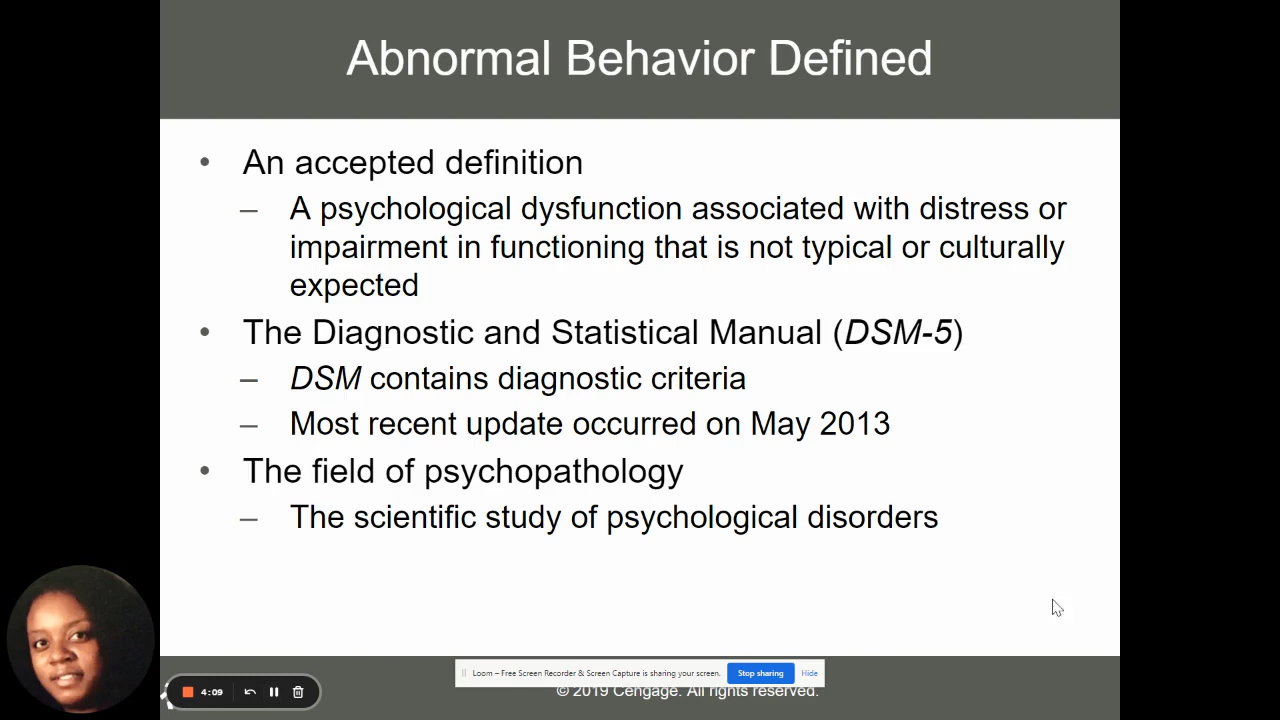 Abnormal Behavior Defined
• An accepted definition
– A psychological dysfunction associated with distress or
impairment in functioning that is not typical or culturally
expected
• The Diagnostic and Statistical Manual (DSM-5)
– DSM contains diagnostic criteria
– Most recent update occurred on May 2013
• The field of psychopathology
– The scientific study of psychological disorders
Loom – Free Screen Recorder & Screen Capture is sharing your screen. Stop sharing Hide
4:09
© 2019 Cengage. All rights reserved.